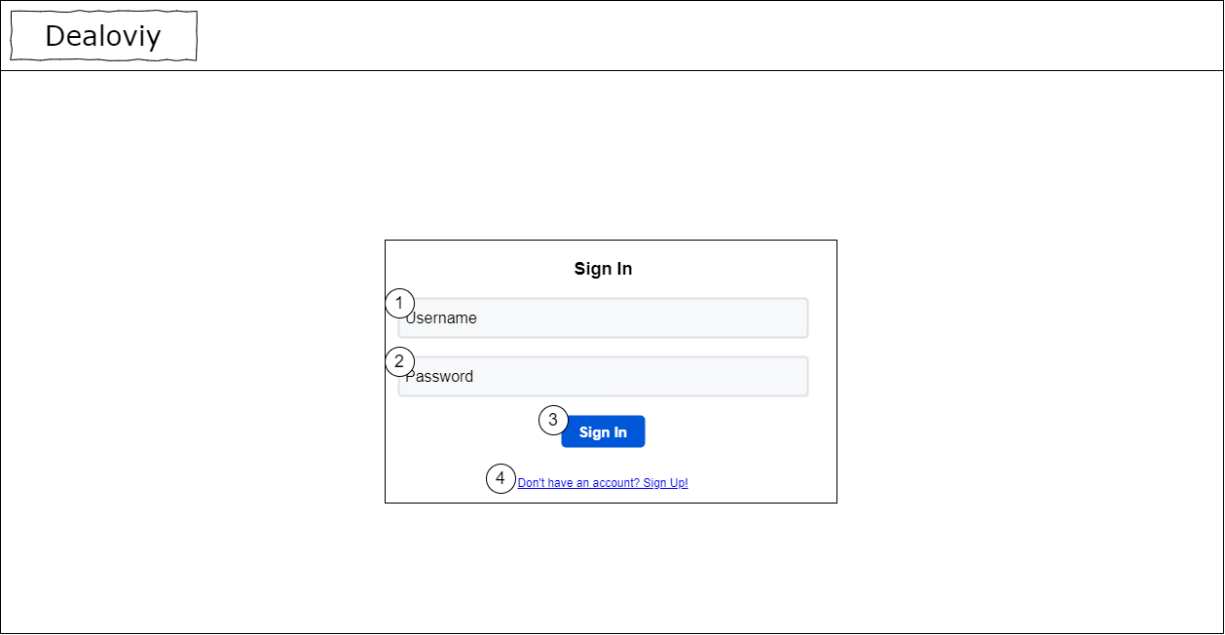 Dealoviy
Sign In
1
Username
2
Password
3
Sign In
4
Don't have an account? Sign Up!